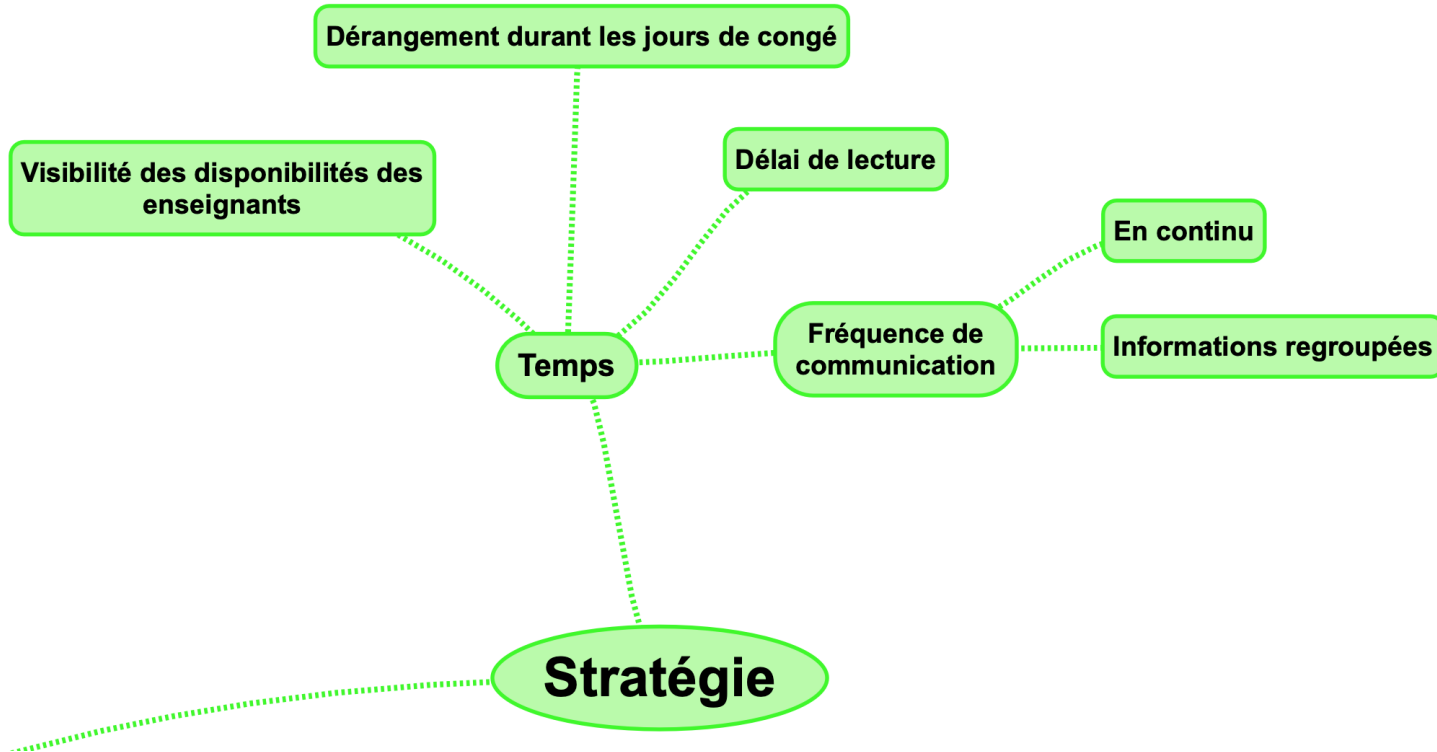 Dérangement durant les jours de congé
Visibilité des disponibilités des
enseignants
Délai de lecture
En continu
Fréquence de
communication
Informations regroupées
Temps
Stratégie